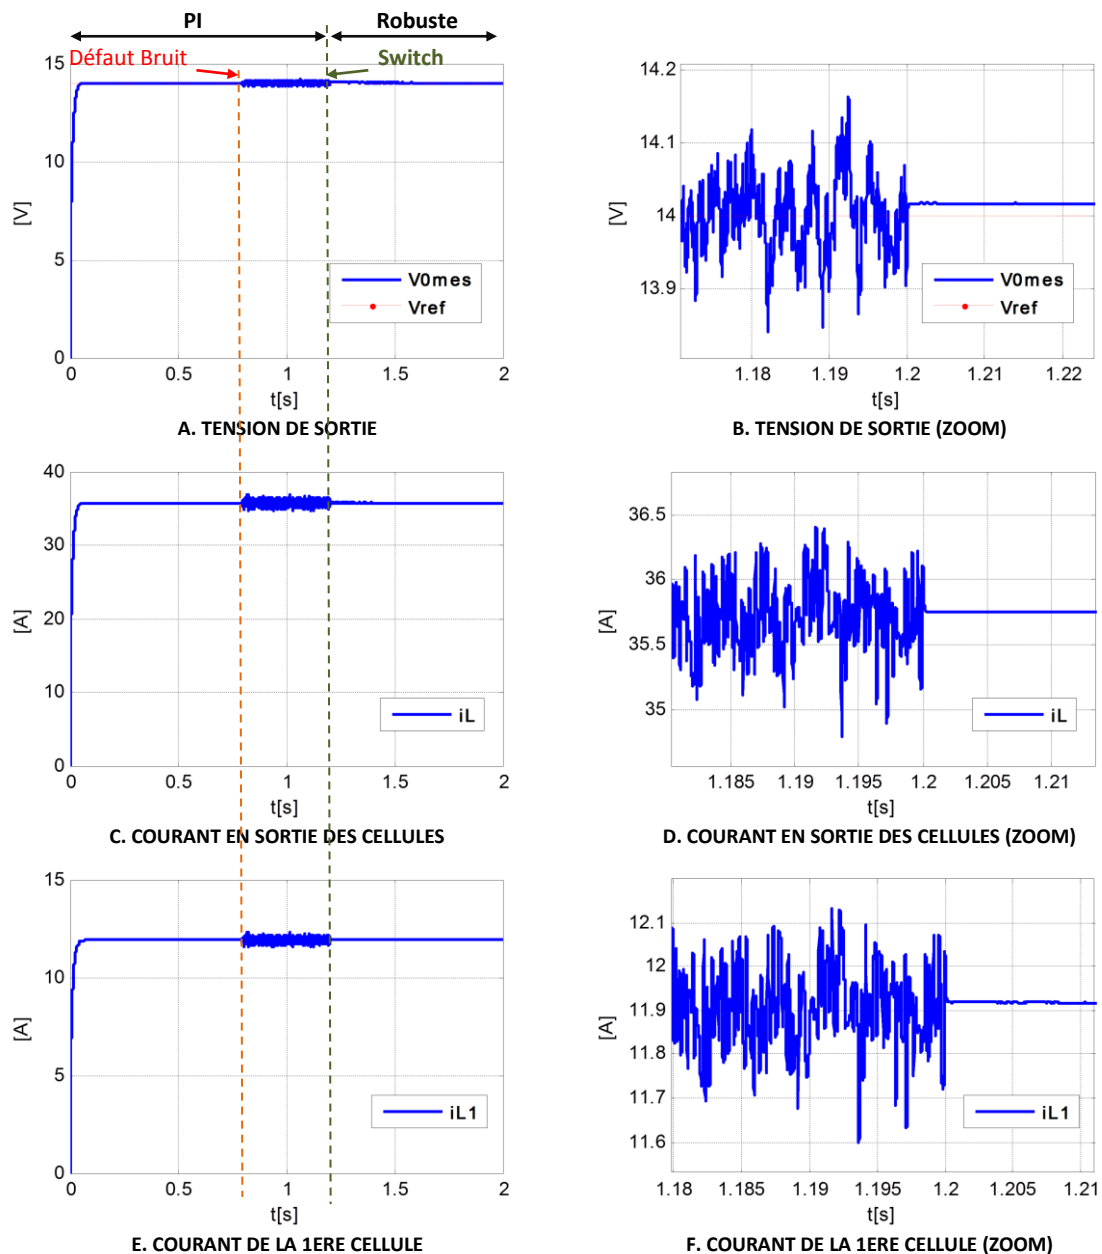 PI
Robuste
Défaut Bruit
Switch
15
10
5
0
[V]
V0mes
Vref
0 0.5 1 1.5 2
t[s]
A. TENSION DE SORTIE
14.2
14.1
14
13.9
[V]
V0mes
Vref
1.18 1.19 1.2 1.21 1.22
t[s]
B. TENSION DE SORTIE (ZOOM)
40
30
20
10
0
[A]
iL
0 0.5 1 1.5 2
t[s]
C. COURANT EN SORTIE DES CELLULES
36.5
36
35.5
35
[A]
iL
1.185 1.19 1.195 1.2 1.205 1.21
t[s]
D. COURANT EN SORTIE DES CELLULES (ZOOM)
15
10
5
0
[A]
iL1
0 0.5 1 1.5 2
t[s]
E. COURANT DE LA 1ERE CELLULE
12.1
12
11.9
11.8
11.7
11.6
[A]
iL1
1.18 1.185 1.19 1.195 1.2 1.205 1.21
t[s]
F. COURANT DE LA 1ERE CELLULE (ZOOM)